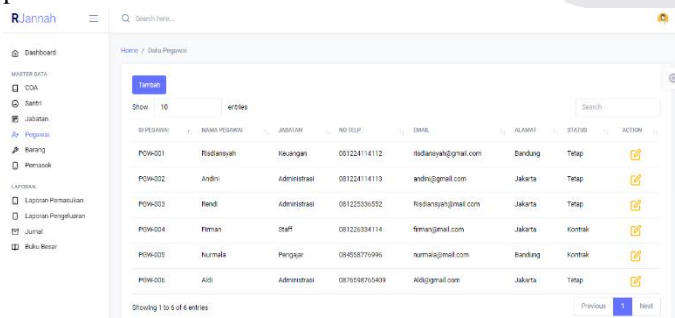 RJannah
Search here...
Dashboard
MASTER DATA
COA
Santri
Jabatan
Pegawai
Barang
Pemasok
LAPORAN
Laporan Pemasukan
Laporan Pengeluaran
Jurnal
Buku Besar
Home / Data Pegawai
Tambah
Show 10 entries
Search
ID PEGAWAI NAMA PEGAWAI JABATAN NO TELP EMAIL ALAMAT STATUS ACTION
PGW-001 Risdiansyah Keuangan 081224114112 risdiansyah@gmail.com Bandung Tetap
PGW-002 Andini Administrasi 081224114113 andini@gmail.com Jakarta Tetap
PGW-003 Rendi Administrasi 081225336552 Risdiansyah@mail.com Jakarta Tetap
PGW-004 Firman Staff 081226334114 firman@mail.com Jakarta Kontrak
PGW-005 Nurmala Pengajar 084558776996 nurmala@mail.com Bandung Kontrak
PGW-006 Aldi Administrasi 0876598765409 Aldi@gmail.com Jakarta Tetap
Showing 1 to 6 of 6 entries
Previous 1 Next